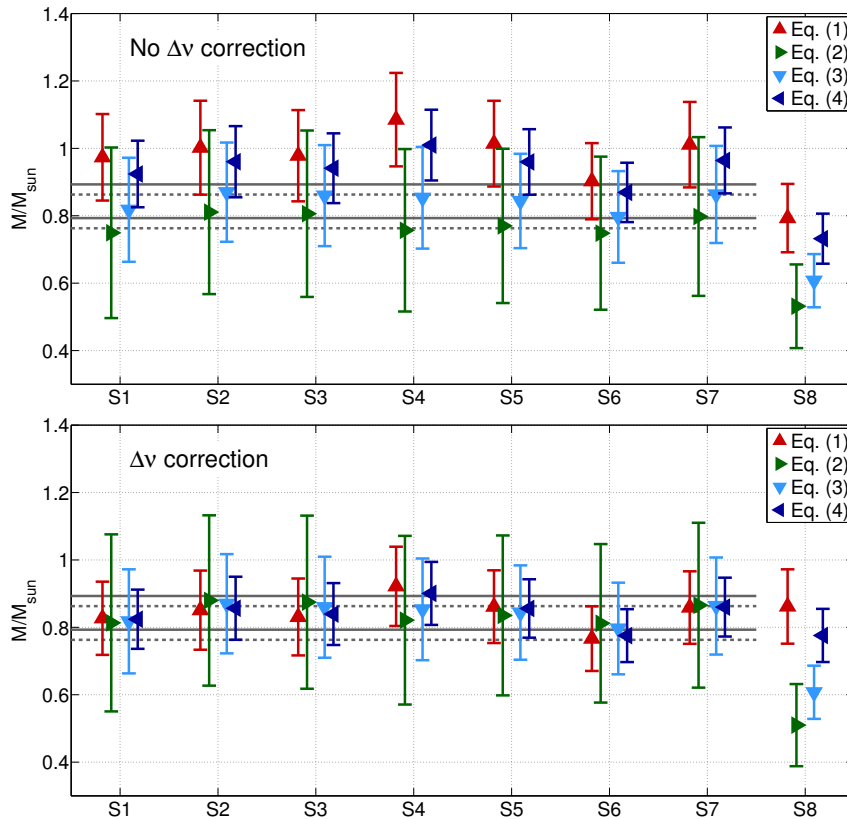 1.4
1.2
1
0.8
0.6
0.4
M/M_sun
No Δν correction
Eq. (1)
Eq. (2)
Eq. (3)
Eq. (4)
S1 S2 S3 S4 S5 S6 S7 S8
1.4
1.2
1
0.8
0.6
0.4
M/M_sun
Δν correction
Eq. (1)
Eq. (2)
Eq. (3)
Eq. (4)
S1 S2 S3 S4 S5 S6 S7 S8